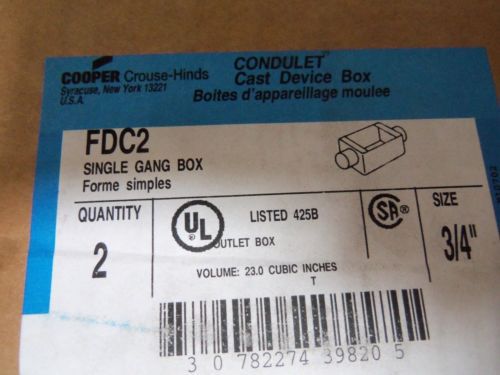 COOPER Crouse-Hinds
Syracuse, New York 13221
U.S.A.
CONDULET
Cast Device Box
Boîtes d'appareillage moulee
FDC2
SINGLE GANG BOX
Forme simples
QUANTITY
2
UL
LISTED 425B
OUTLET BOX
VOLUME: 23.0 CUBIC INCHES
T
SA ®
SIZE
3/4"
3 0 782274 39820 5